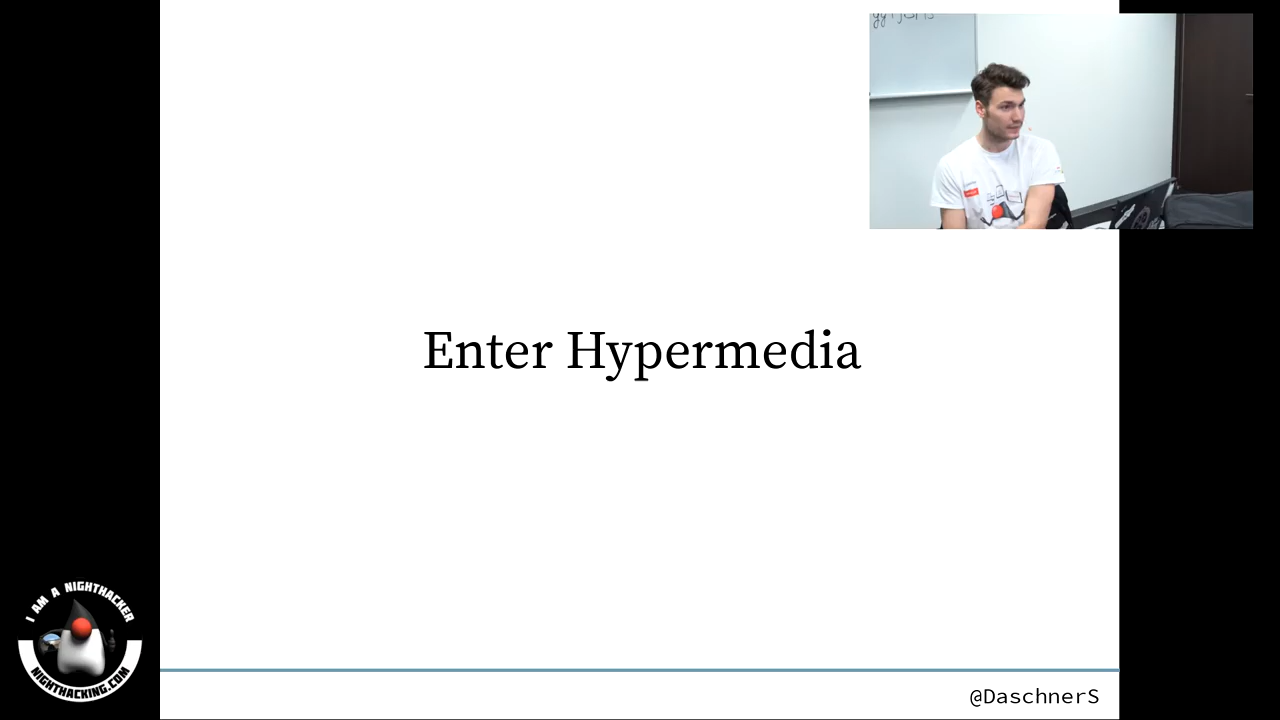 Enter Hypermedia
I AM A NIGHTHACKER
NIGHTHACKING.COM
@DaschnerS